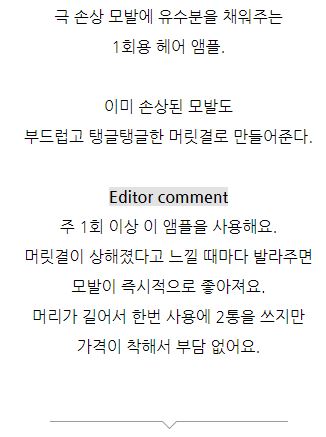 극 손상 모발에 유수분을 채워주는
1회용 헤어 앰플.
이미 손상된 모발도
부드럽고 탱글탱글한 머릿결로 만들어준다.
Editor comment
주 1회 이상 이 앰플을 사용해요.
머릿결이 상해졌다고 느낄 때마다 발라주면
모발이 즉시적으로 좋아져요.
머리가 길어서 한번 사용에 2통을 쓰지만
가격이 착해서 부담 없어요.